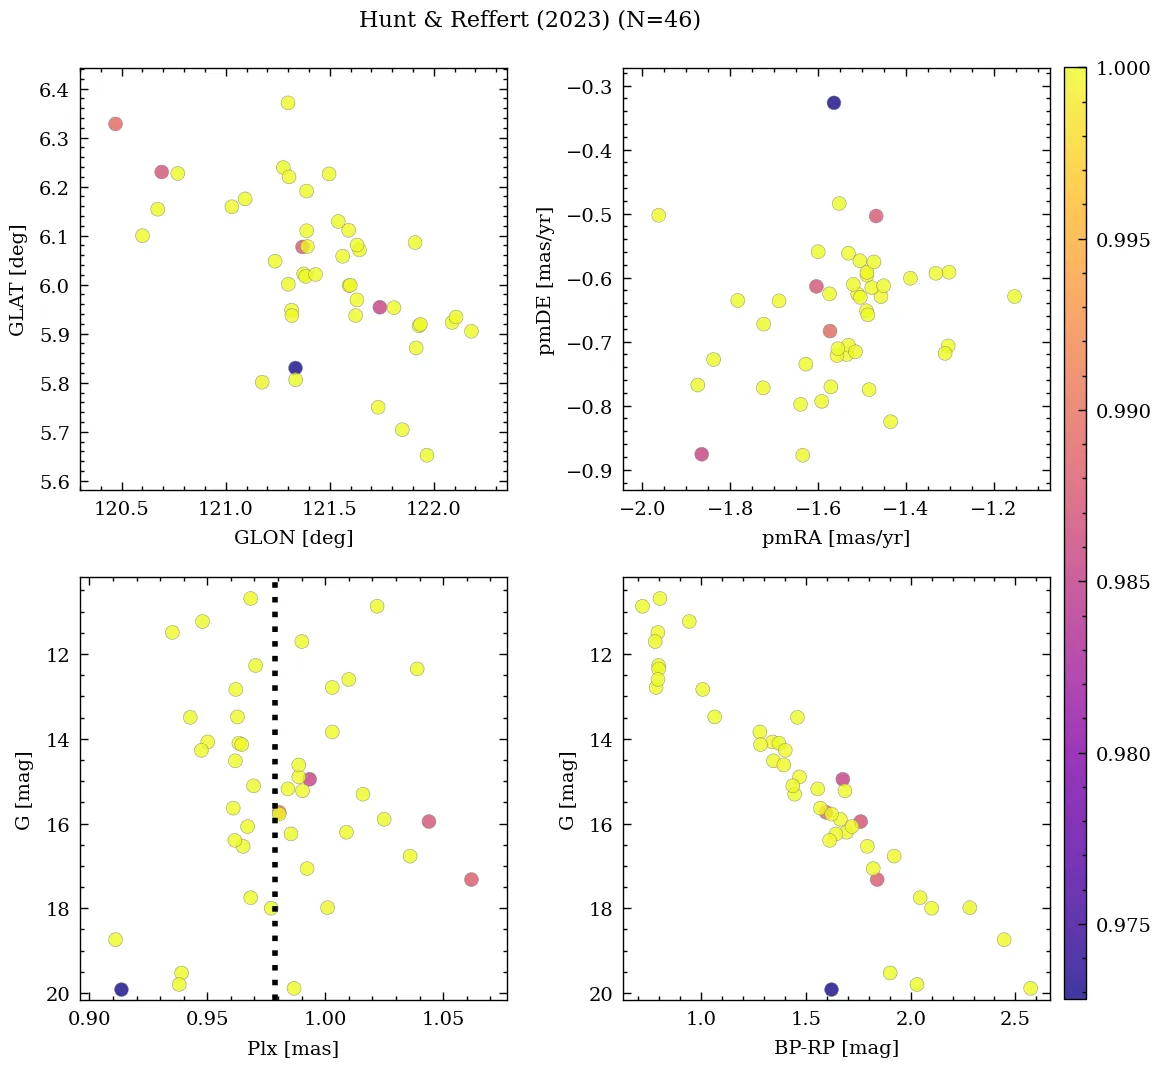 Hunt & Reffert (2023) (N=46)
6.4
6.3
6.2
6.1
6.0
5.9
5.8
5.7
5.6
GLAT [deg]
120.5 121.0 121.5 122.0
GLON [deg]
−0.3
−0.4
−0.5
−0.6
−0.7
−0.8
−0.9
pmDE [mas/yr]
−2.0 −1.8 −1.6 −1.4 −1.2
pmRA [mas/yr]
12
14
16
18
20
G [mag]
0.90 0.95 1.00 1.05
Plx [mas]
12
14
16
18
20
G [mag]
1.0 1.5 2.0 2.5
BP-RP [mag]
1.000
0.995
0.990
0.985
0.980
0.975